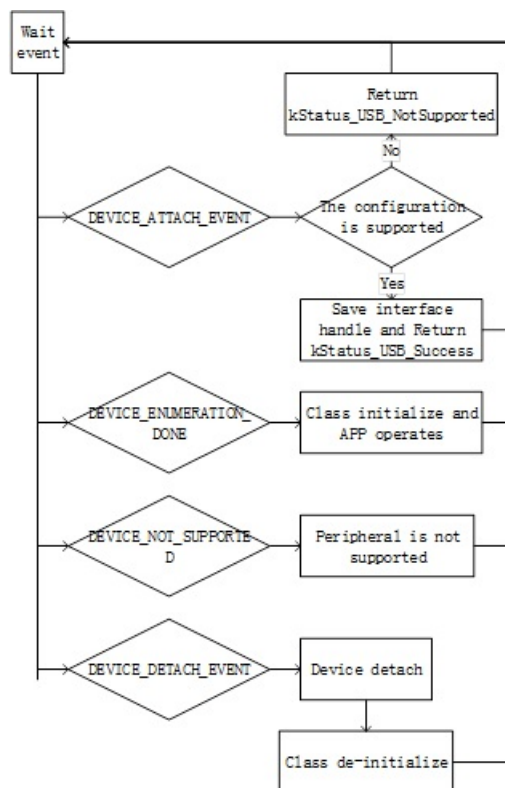 Wait
event
Return
kStatus_USB_NotSupported
No
DEVICE_ATTACH_EVENT
The configuration
is supported
Yes
Save interface
handle and Return
kStatus_USB_Success
DEVICE_ENUMERATION_
DONE
Class initialize and
APP operates
DEVICE_NOT_SUPPORTE
D
Peripheral is not
supported
DEVICE_DETACH_EVENT
Device detach
Class de-initialize